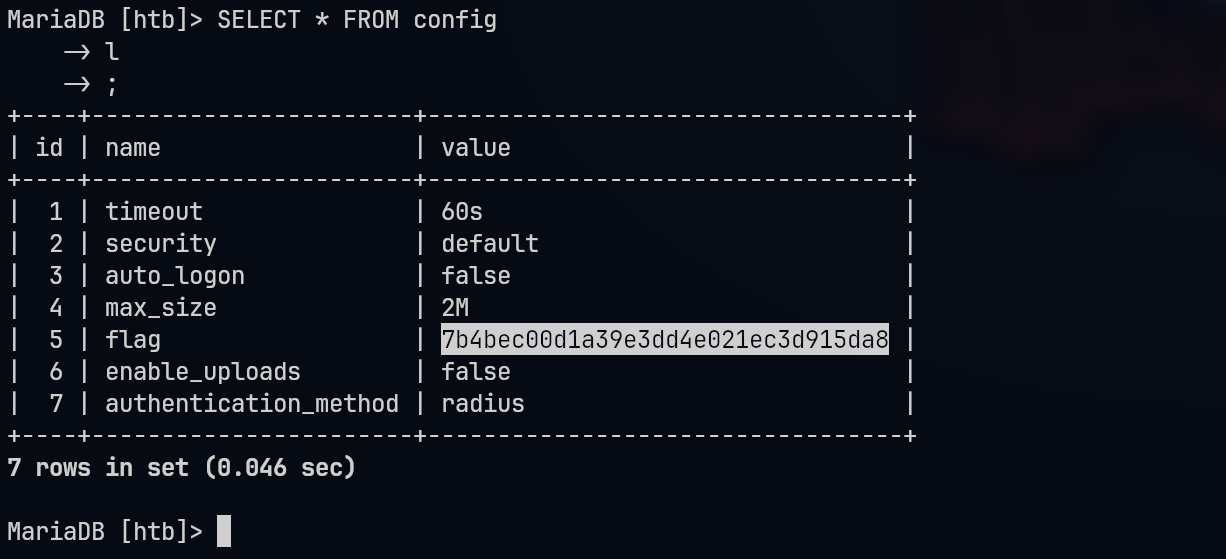 MariaDB [htb]> SELECT * FROM config
    -> l
    -> ;
+----+-----------------------+----------------------------------+
| id | name                  | value                            |
+----+-----------------------+----------------------------------+
|  1 | timeout               | 60s                              |
|  2 | security              | default                          |
|  3 | auto_logon            | false                            |
|  4 | max_size              | 2M                               |
|  5 | flag                  | 7b4bec00d1a39e3dd4e021ec3d915da8 |
|  6 | enable_uploads        | false                            |
|  7 | authentication_method | radius                           |
+----+-----------------------+----------------------------------+
7 rows in set (0.046 sec)
MariaDB [htb]>